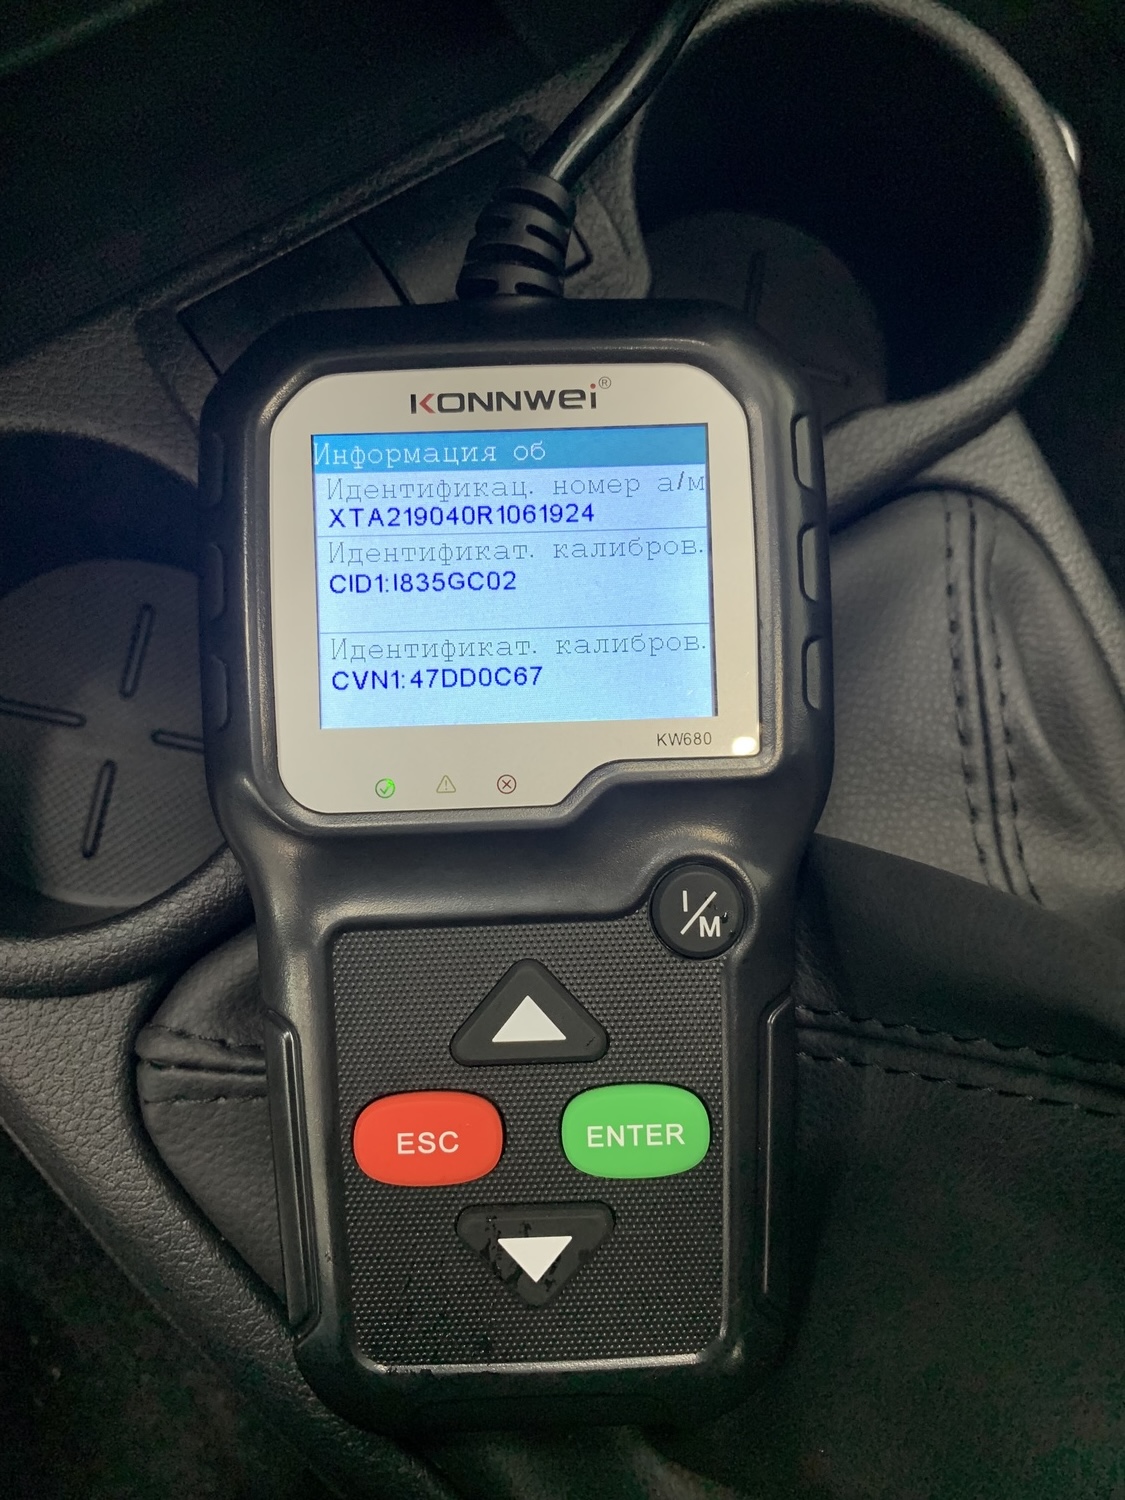 KONNWEI®
Информация об
Идентификац. номер а/м
XTA219040R1061924
Идентификат. калибров.
CID1:I835GC02
Идентификат. калибров.
CVN1:47DD0C67
KW680
I/M
ESC
ENTER